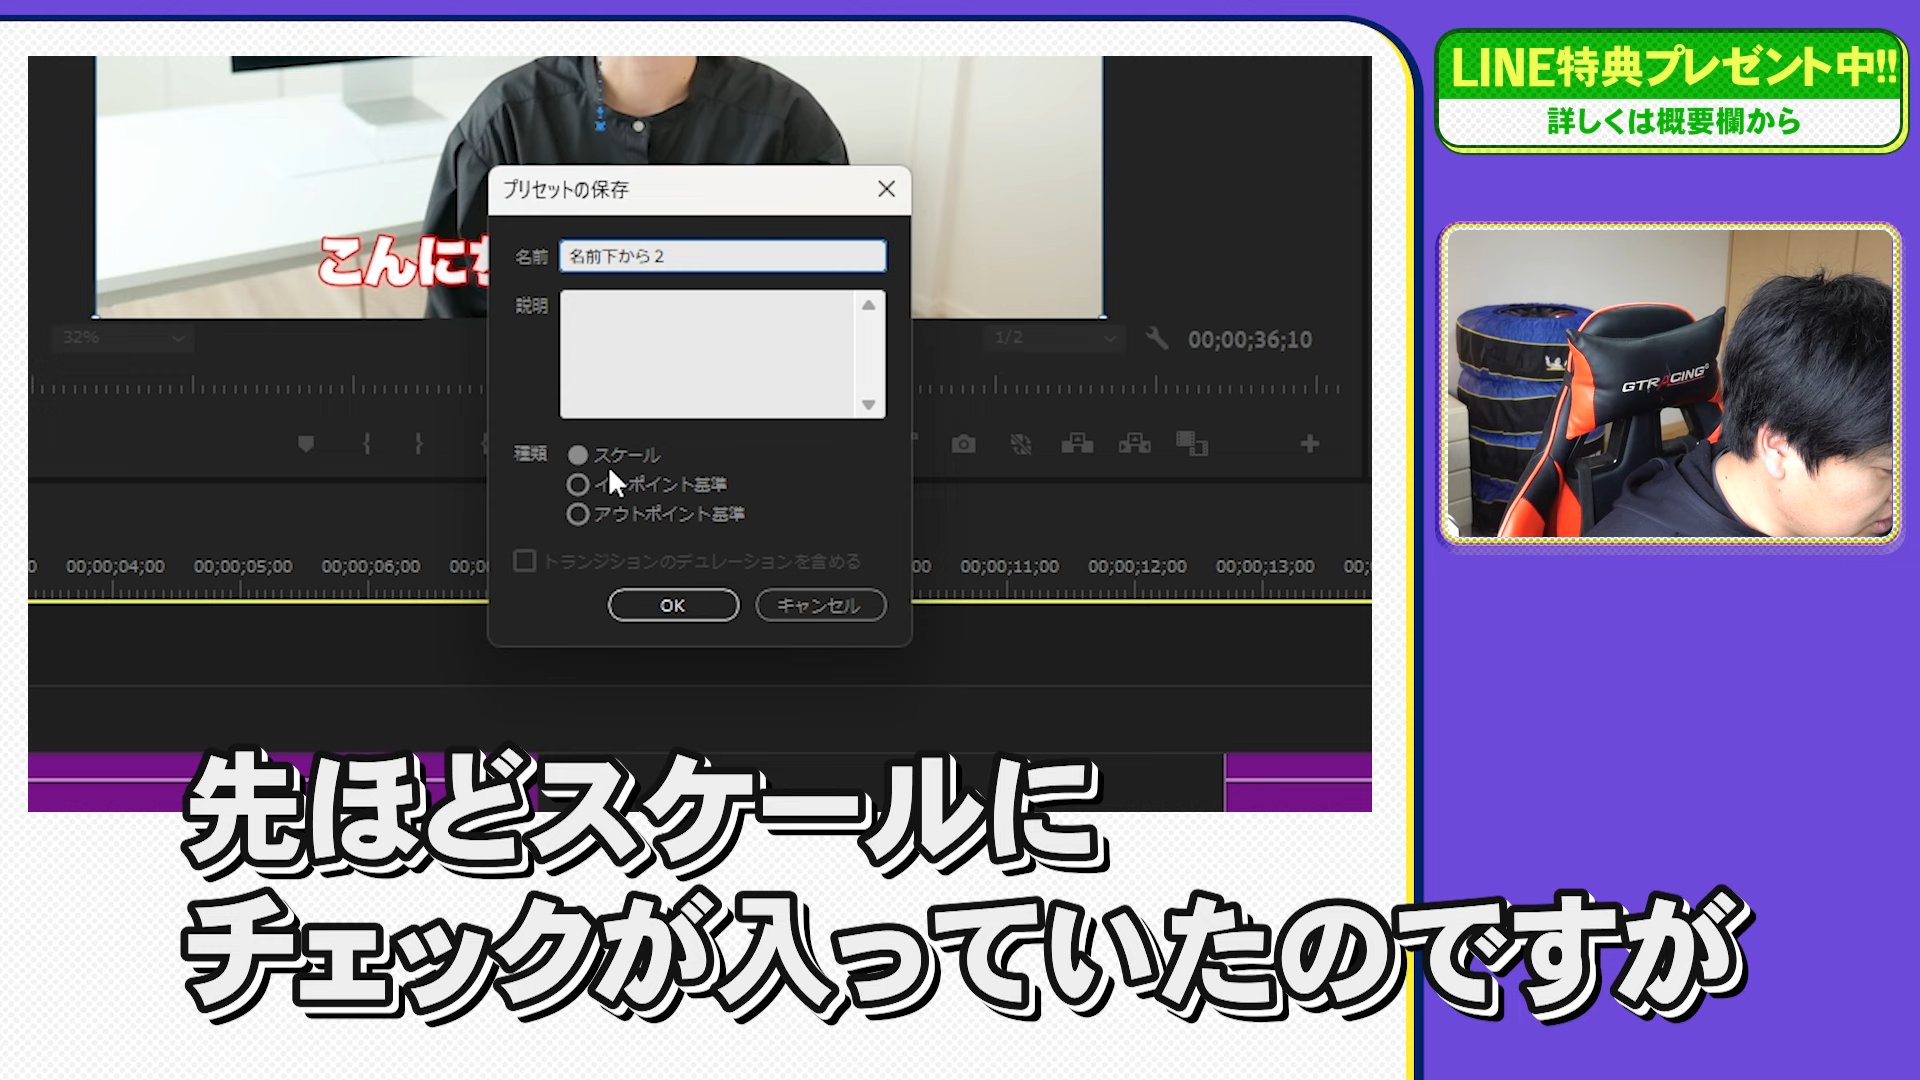 LINE特典プレゼント中!!
詳しくは概要欄から
プリセットの保存
名前
名前下から２
こんに
説明
32%
1/2
00;00;36;10
GTRACING
種類
スケール
ポイント基準
アウトポイント基準
トランジションのデュレーションを含める
00;00;04;00 00;00;05;00 00;00;06;00 00;00;11;00 00;00;12;00 00;00;13;00
OK
キャンセル
先ほどスケールに
チェックが入っていたのですが